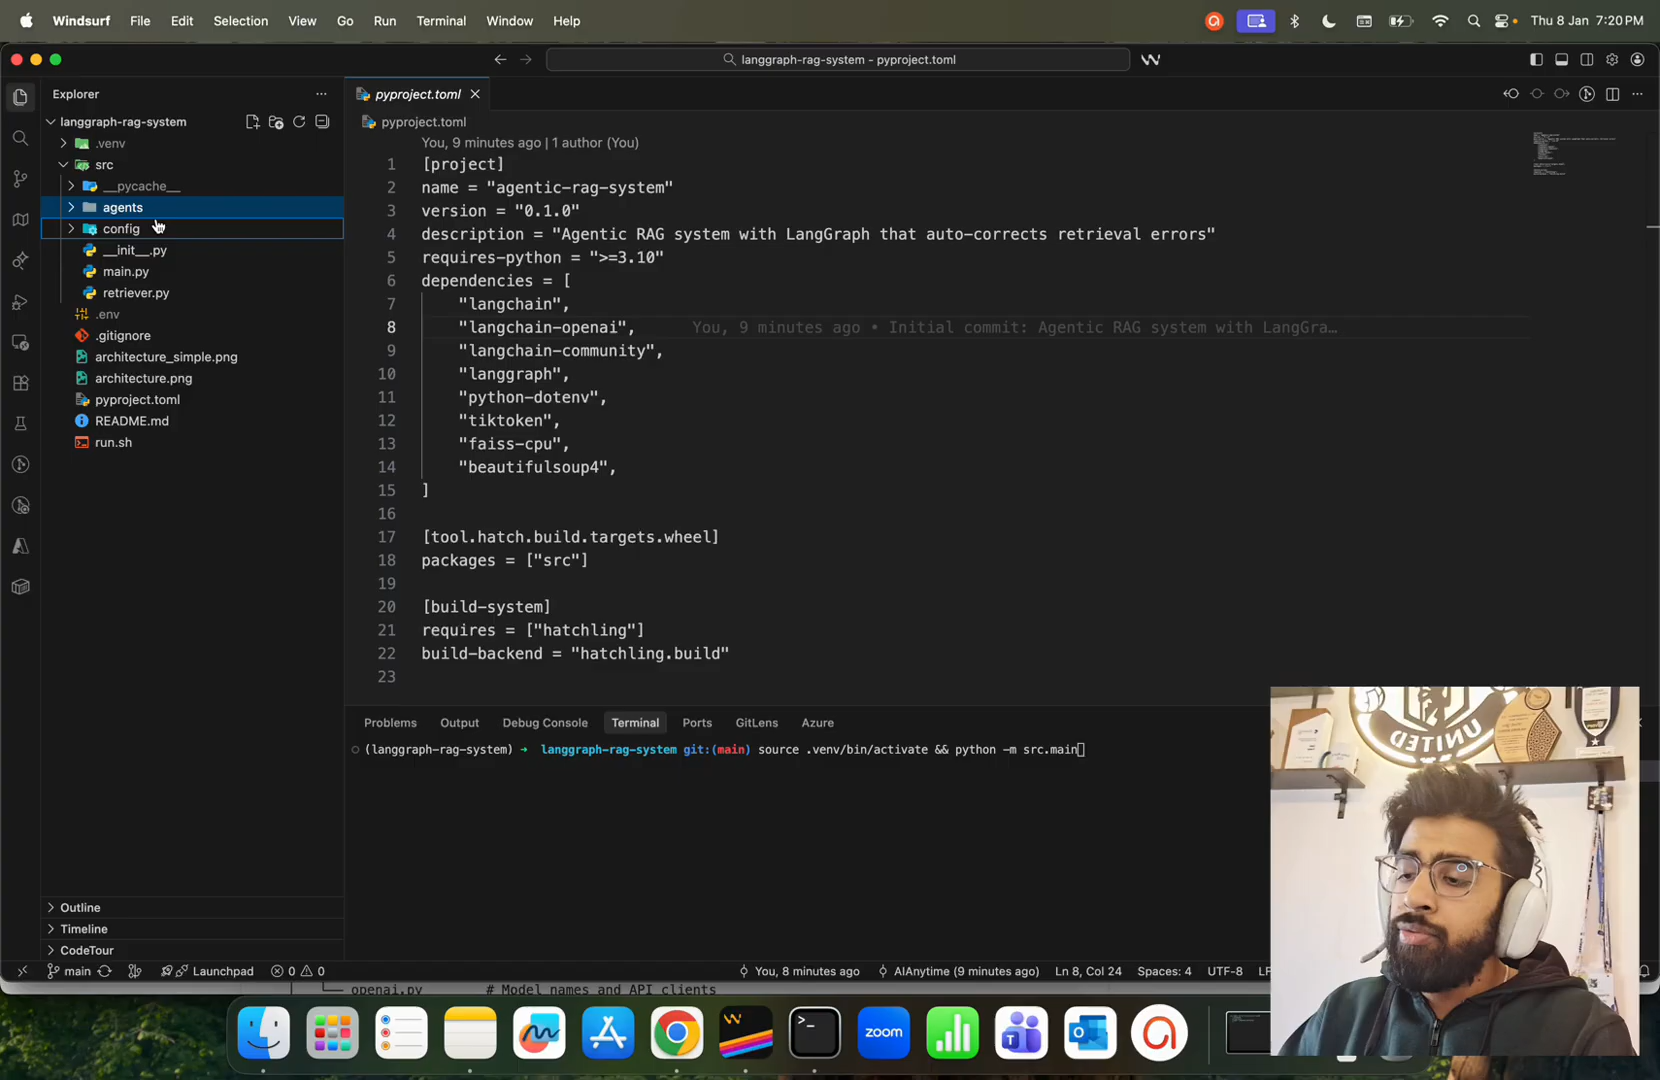 Windsurf File Edit Selection View Run Go Run Terminal Window Help Thu 8 Jan 7:20 PM
langgraph-rag-system - pyproject.toml
Explorer
langgraph-rag-system
.venv
src
__pycache__
agents
config
__init__.py
main.py
retriever.py
.env
.gitignore
architecture_simple.png
architecture.png
pyproject.toml
README.md
run.sh
Outline
Timeline
CodeTour
pyproject.toml
pyproject.toml
You, 9 minutes ago | 1 author (You)
1 [project]
2 name = "agentic-rag-system"
3 version = "0.1.0"
4 description = "Agentic RAG system with LangGraph that auto-corrects retrieval errors"
5 requires-python = ">=3.10"
6 dependencies = [
7 "langchain",
8 "langchain-openai", You, 9 minutes ago • Initial commit: Agentic RAG system with LangGra…
9 "langchain-community",
10 "langgraph",
11 "python-dotenv",
12 "tiktoken",
13 "faiss-cpu",
14 "beautifulsoup4",
15 ]
16
17 [tool.hatch.build.targets.wheel]
18 packages = ["src"]
19
20 [build-system]
21 requires = ["hatchling"]
22 build-backend = "hatchling.build"
23
Problems Output Debug Console Terminal Ports GitLens Azure
(langgraph-rag-system) → langgraph-rag-system git:(main) source .venv/bin/activate && python -m src.main
UNITED
main Launchpad 0 0 You, 8 minutes ago AIAnytime (9 minutes ago) Ln 8, Col 24 Spaces: 4 UTF-8 LF
openai.py # Model names and API clients
zoom